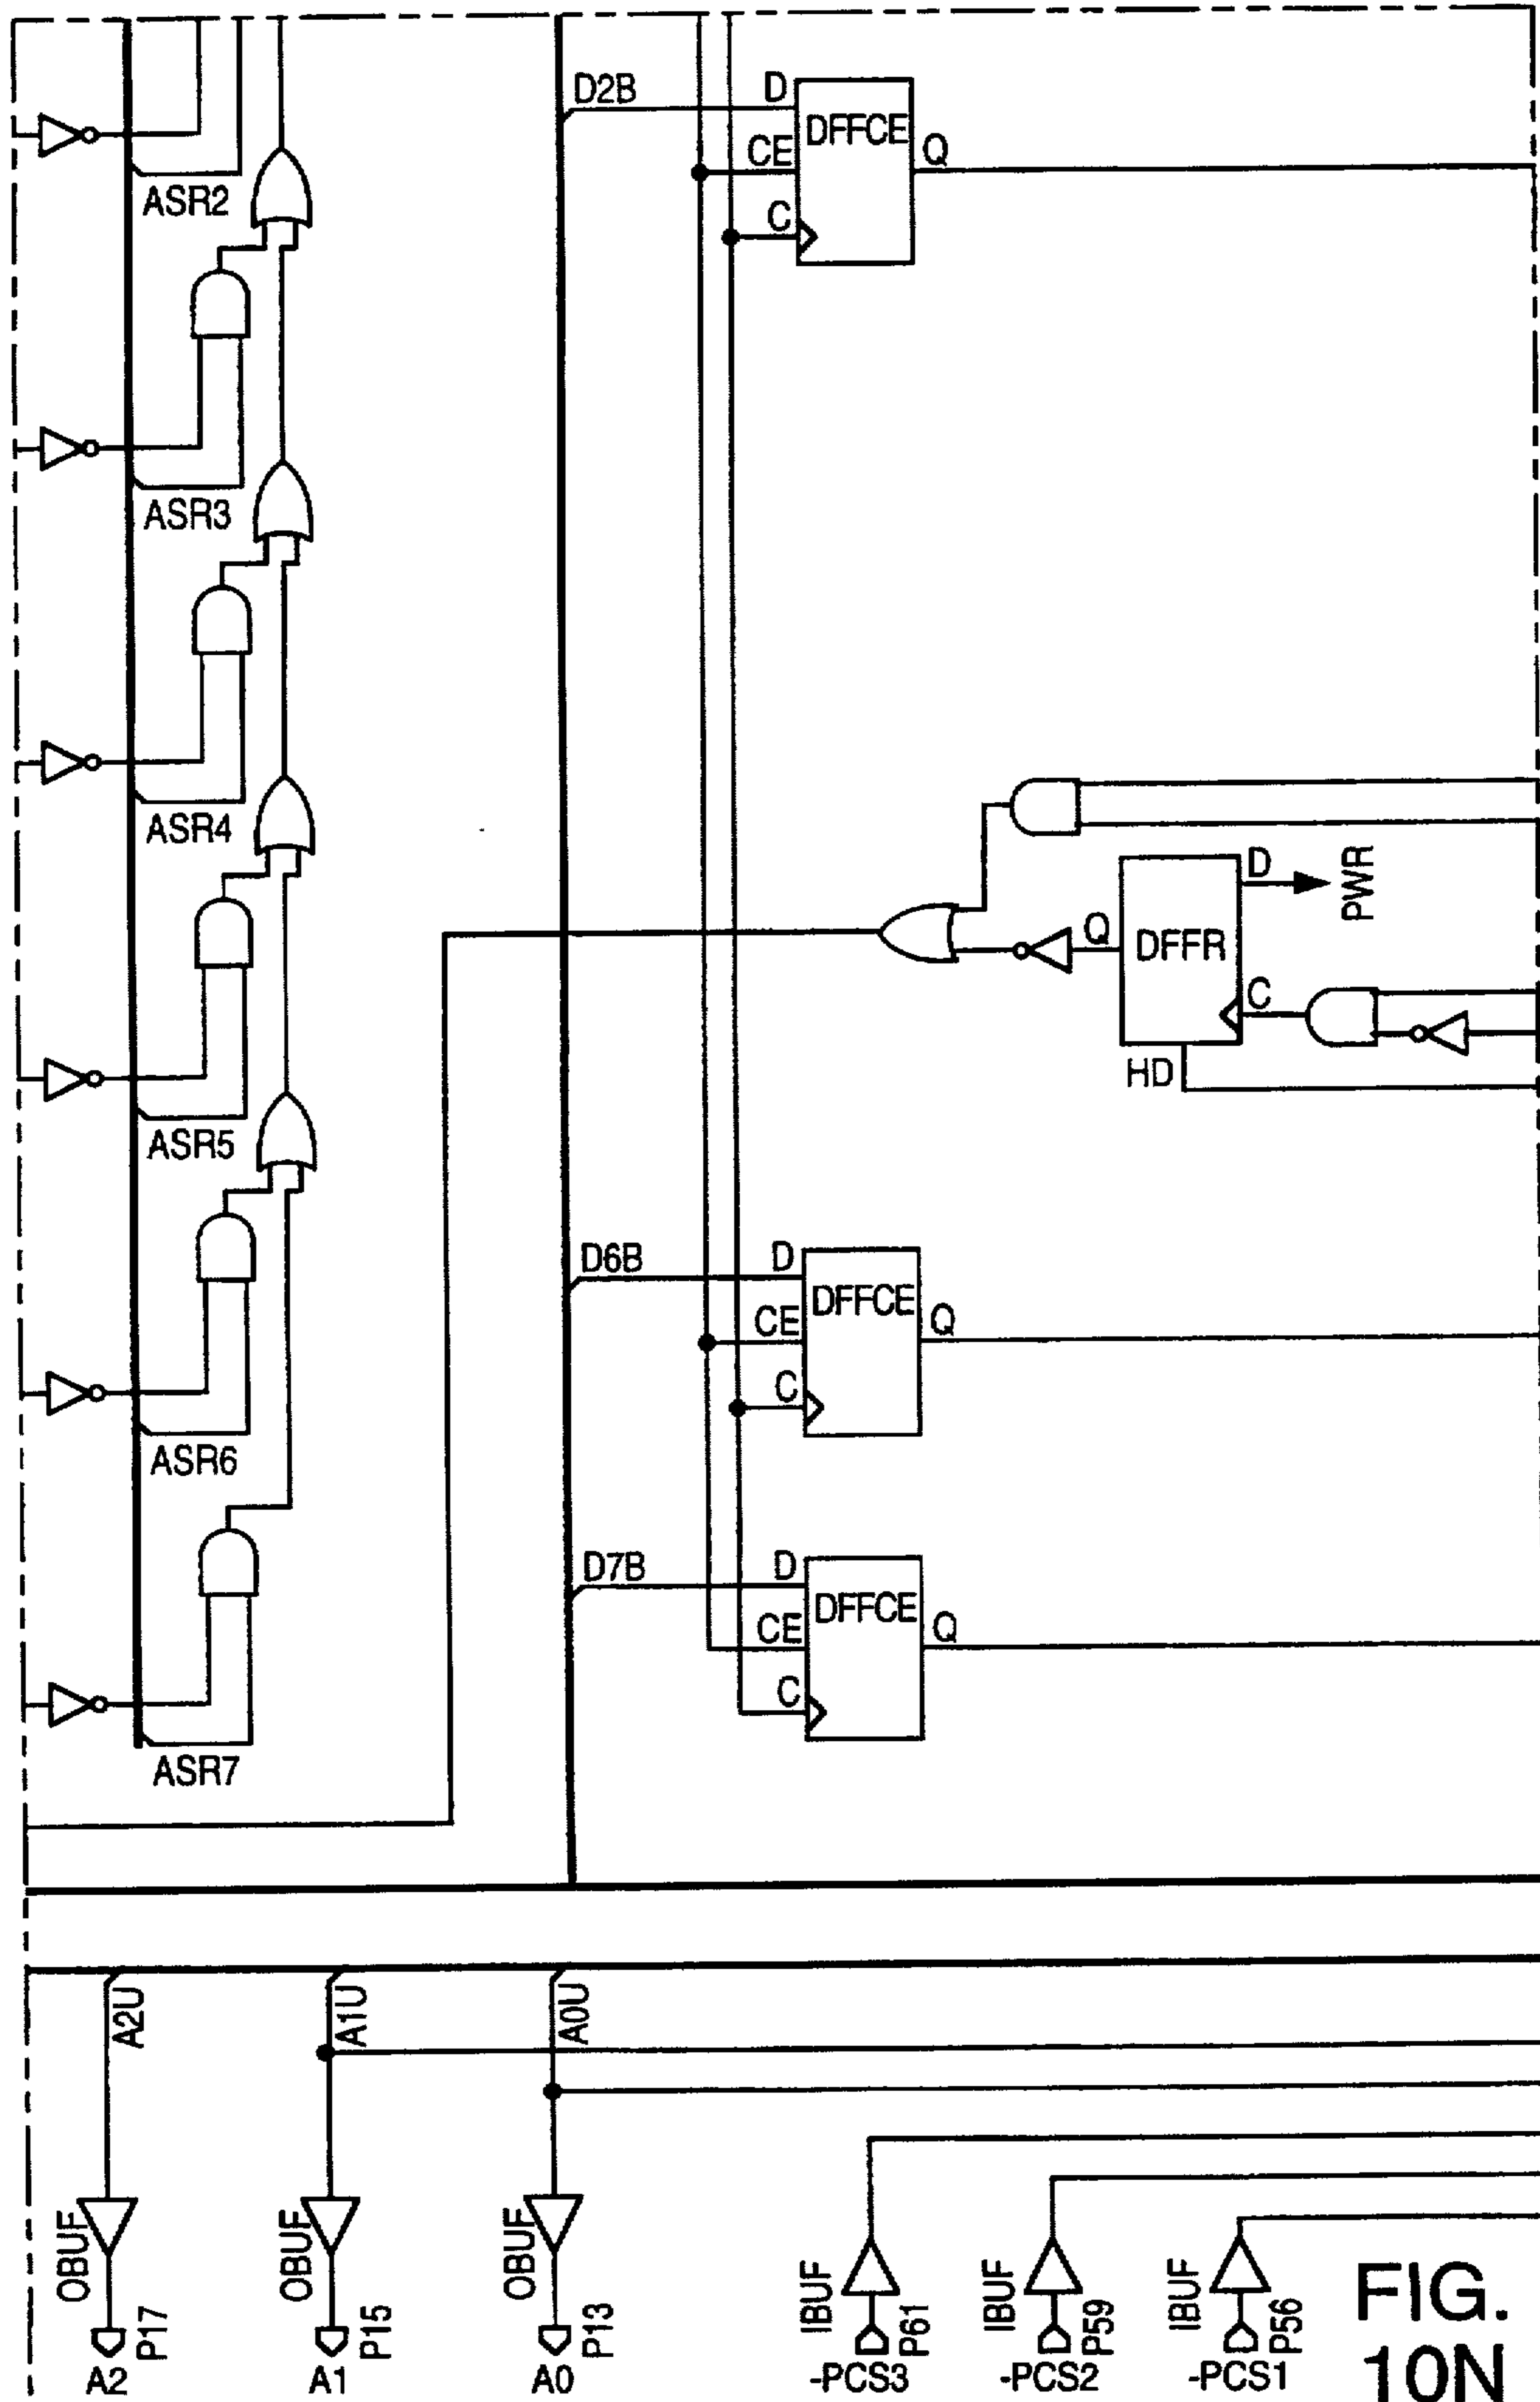 D2B
D
DFFCE
CE
Q
C
ASR2
ASR3
ASR4
D
PWR
Q
DFFR
C
HD
ASR5
D6B
D
DFFCE
CE
Q
C
ASR6
D7B
D
DFFCE
CE
Q
C
ASR7
A2U
A1U
A0U
OBUF
OBUF
OBUF
IBUF
IBUF
IBUF
P17
P15
P13
P61
P59
P56
A2
A1
A0
-PCS3
-PCS2
-PCS1
FIG.
10N